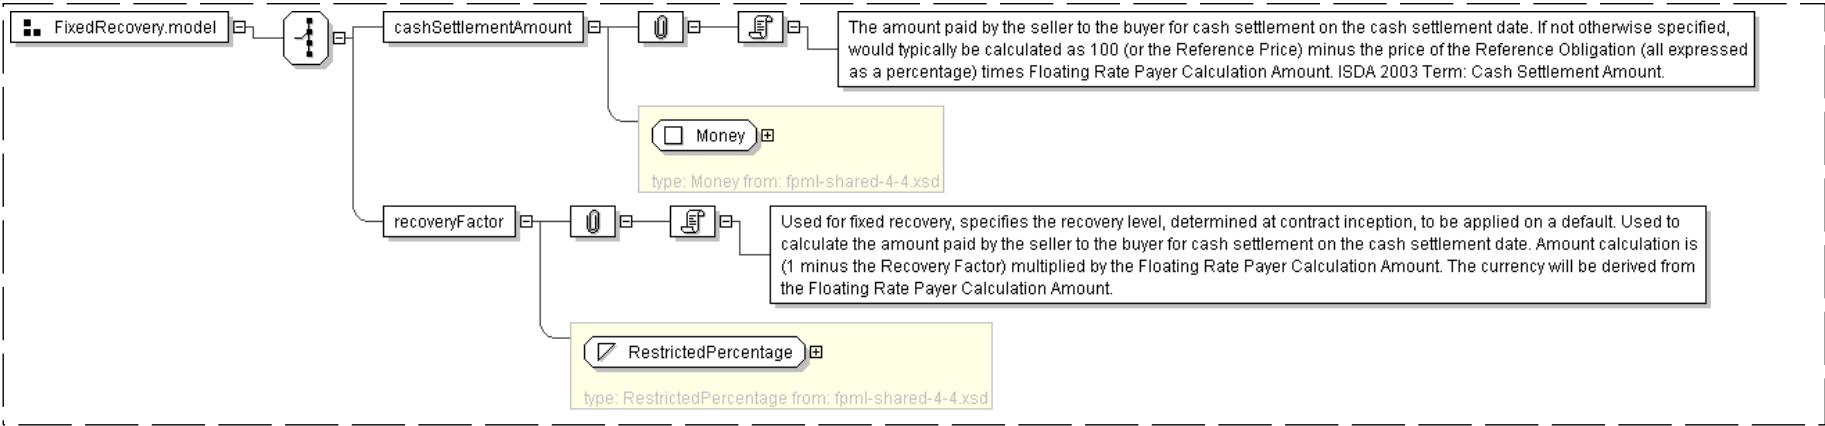 FixedRecovery.model
cashSettlementAmount
The amount paid by the seller to the buyer for cash settlement on the cash settlement date. If not otherwise specified,
would typically be calculated as 100 (or the Reference Price) minus the price of the Reference Obligation (all expressed
as a percentage) times Floating Rate Payer Calculation Amount. ISDA 2003 Term: Cash Settlement Amount.
Money
type: Money from: fpml-shared-4-4.xsd
recoveryFactor
Used for fixed recovery, specifies the recovery level, determined at contract inception, to be applied on a default. Used to
calculate the amount paid by the seller to the buyer for cash settlement on the cash settlement date. Amount calculation is
(1 minus the Recovery Factor) multiplied by the Floating Rate Payer Calculation Amount. The currency will be derived from
the Floating Rate Payer Calculation Amount.
RestrictedPercentage
type: RestrictedPercentage from: fpml-shared-4-4.xsd